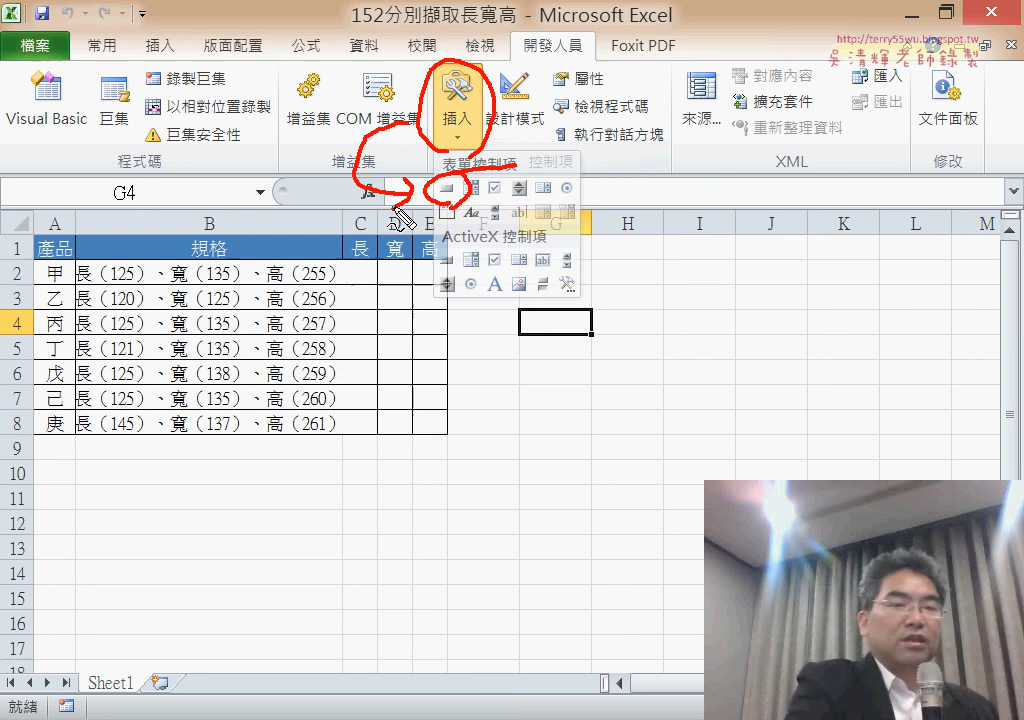 152分別擷取長寬高 - Microsoft Excel
檔案 常用 插入 版面配置 公式 資料 校閱 檢視 開發人員 Foxit PDF
http://terry55wu.blogspot.tw
吳清輝老師錄製
Visual Basic 巨集 錄製巨集 以相對位置錄製 巨集安全性
增益集 COM 增益集
插入 設計模式 屬性 檢視程式碼 執行對話方塊
來源... 對應內容 擴充套件 重新整理資料 匯入 匯出
文件面板
程式碼 增益集 控制項 XML 修改
表單控制項
Aa ab|
ActiveX 控制項
A
G4 fx
A B C D E F G H I J K L M
1 產品 規格 長 寬 高
2 甲 長（125）、寬（135）、高（255）
3 乙 長（120）、寬（125）、高（256）
4 丙 長（125）、寬（135）、高（257）
5 丁 長（121）、寬（135）、高（258）
6 戊 長（125）、寬（138）、高（259）
7 己 長（125）、寬（135）、高（260）
8 庚 長（145）、寬（137）、高（261）
9
10
11
12
13
14
15
16
17
18
Sheet1
就緒